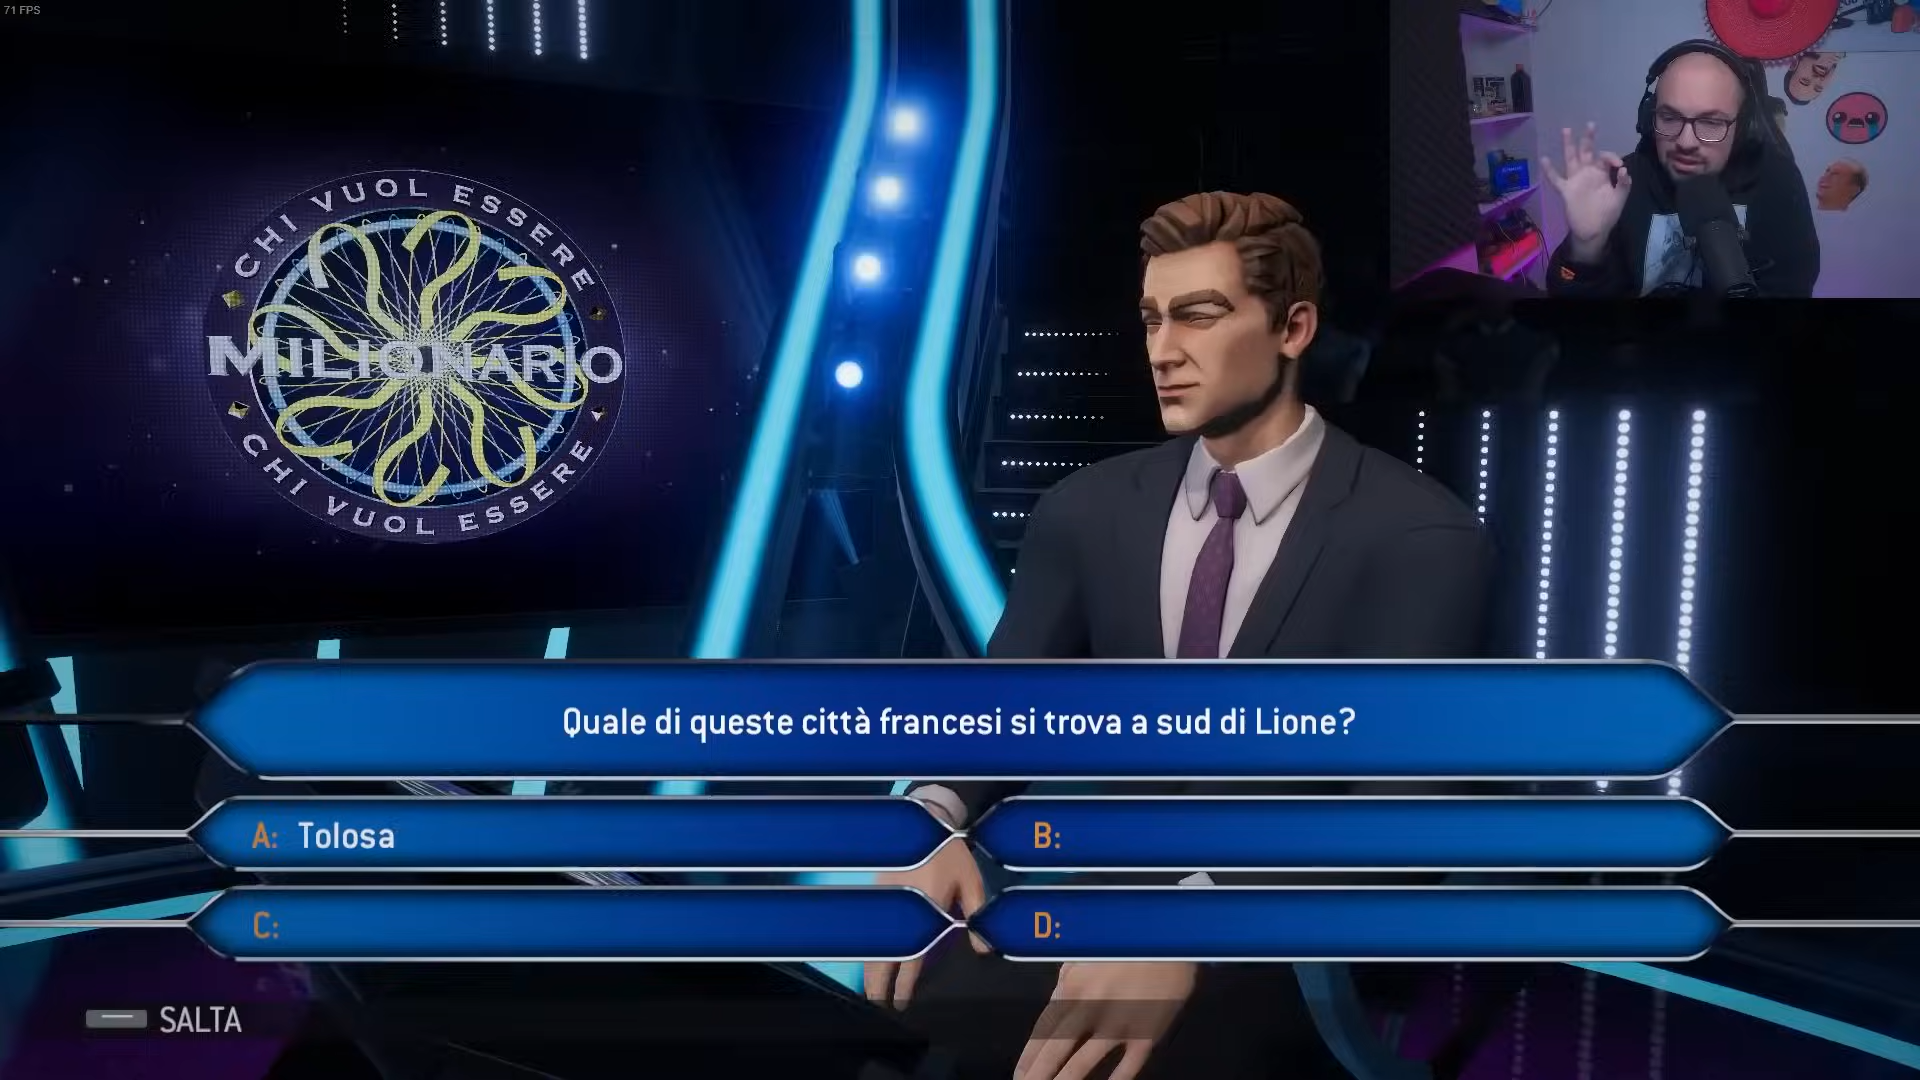 71 FPS
CHI VUOL ESSERE
MILIONARIO
CHI VUOL ESSERE
Quale di queste città francesi si trova a sud di Lione?
A: Tolosa
B:
C:
D:
SALTA